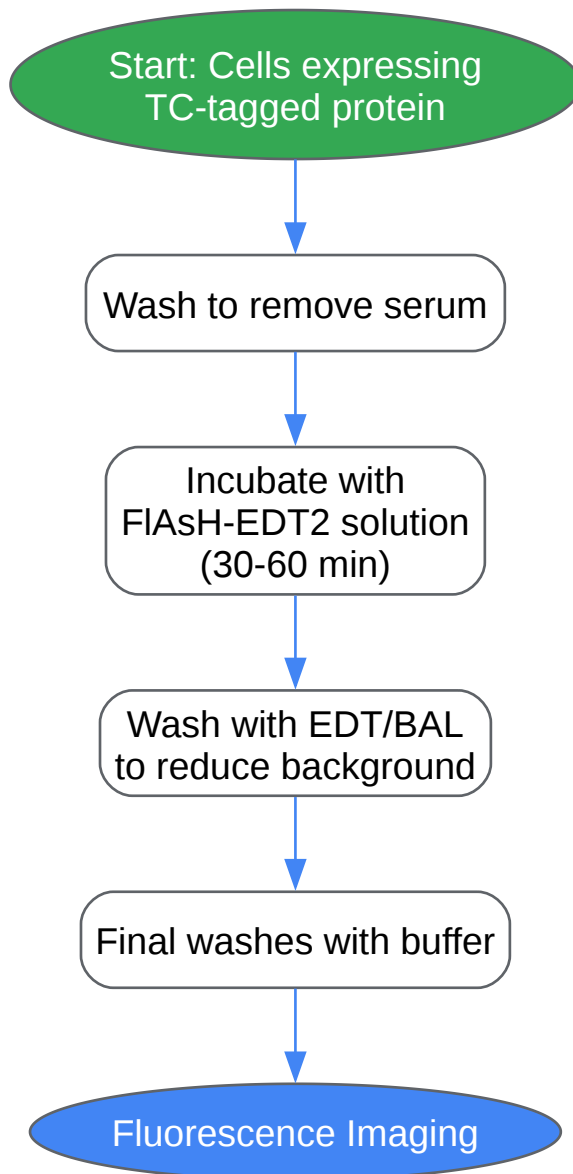 Start: Cells expressing
TC-tagged protein
Wash to remove serum
Incubate with
FlAsH-EDT2 solution
(30-60 min)
Wash with EDT/BAL
to reduce background
Final washes with buffer
Fluorescence Imaging